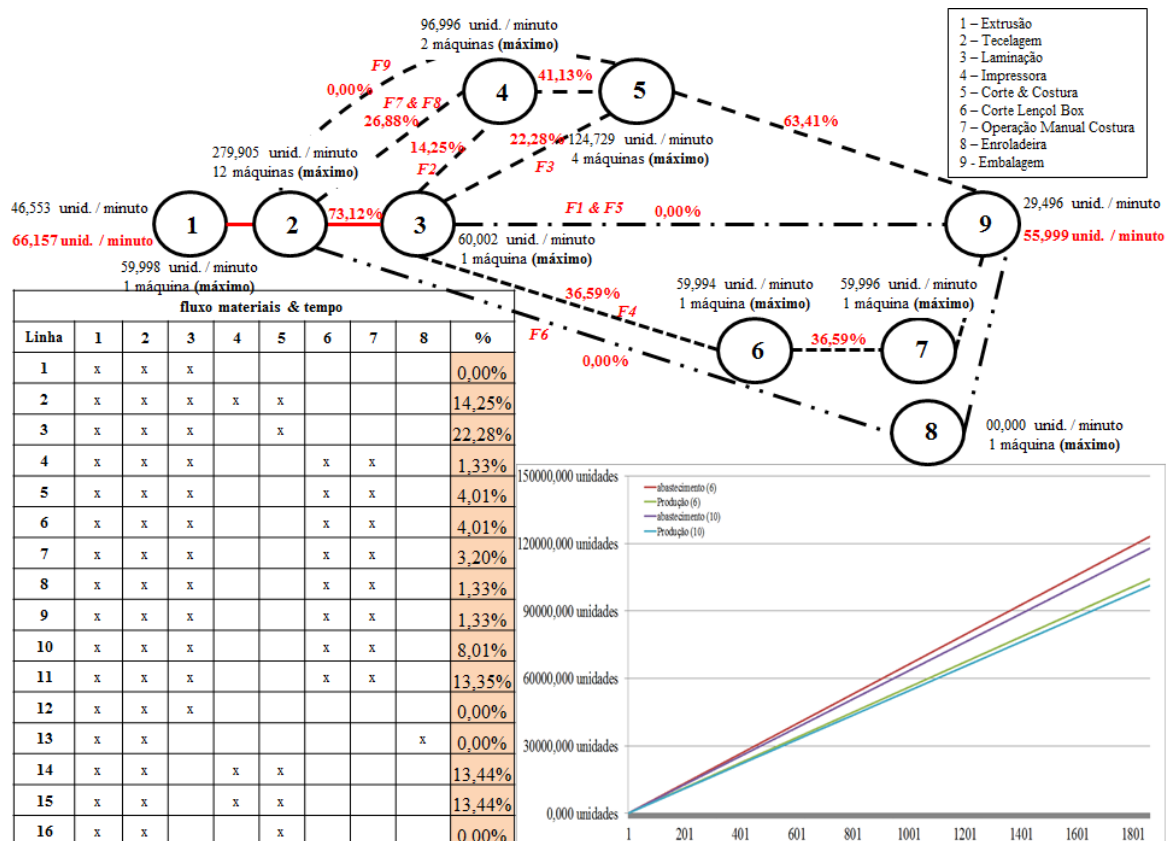 96,996 unid. / minuto
2 máquinas (máximo)
1 – Extrusão
2 – Tecelagem
3 – Laminação
4 – Impressora
5 – Corte & Costura
6 – Corte Lençol Box
7 – Operação Manual Costura
8 – Enroladeira
9 - Embalagem
F9
0,00%
F7 & F8
26,88%
4
41,13%
5
63,41%
279,905 unid. / minuto
12 máquinas (máximo)
14,25%
F2
22,28%
F3
124,729 unid. / minuto
4 máquinas (máximo)
46,553 unid. / minuto
66,157 unid. / minuto
1
2
73,12%
3
F1 & F5
0,00%
9
29,496 unid. / minuto
55,999 unid. / minuto
59,998 unid. / minuto
1 máquina (máximo)
60,002 unid. / minuto
1 máquina (máximo)
36,59%
F4
F6
0,00%
59,994 unid. / minuto
1 máquina (máximo)
59,996 unid. / minuto
1 máquina (máximo)
6
36,59%
7
8
00,000 unid. / minuto
1 máquina (máximo)
fluxo materiais & tempo
Linha 1 2 3 4 5 6 7 8 %
1 x x x 0,00%
2 x x x x x 14,25%
3 x x x x 22,28%
4 x x x x x 1,33%
5 x x x x x 4,01%
6 x x x x x 4,01%
7 x x x x x 3,20%
8 x x x x x 1,33%
9 x x x x x 1,33%
10 x x x x x 8,01%
11 x x x x x 13,35%
12 x x x 0,00%
13 x x x 0,00%
14 x x x x 13,44%
15 x x x x 13,44%
16 x x x 0,00%
150000,000 unidades
120000,000 unidades
90000,000 unidades
60000,000 unidades
30000,000 unidades
0,000 unidades
abastecimento (6)
Produção (6)
abastecimento (10)
Produção (10)
1 201 401 601 801 1001 1201 1401 1601 1801